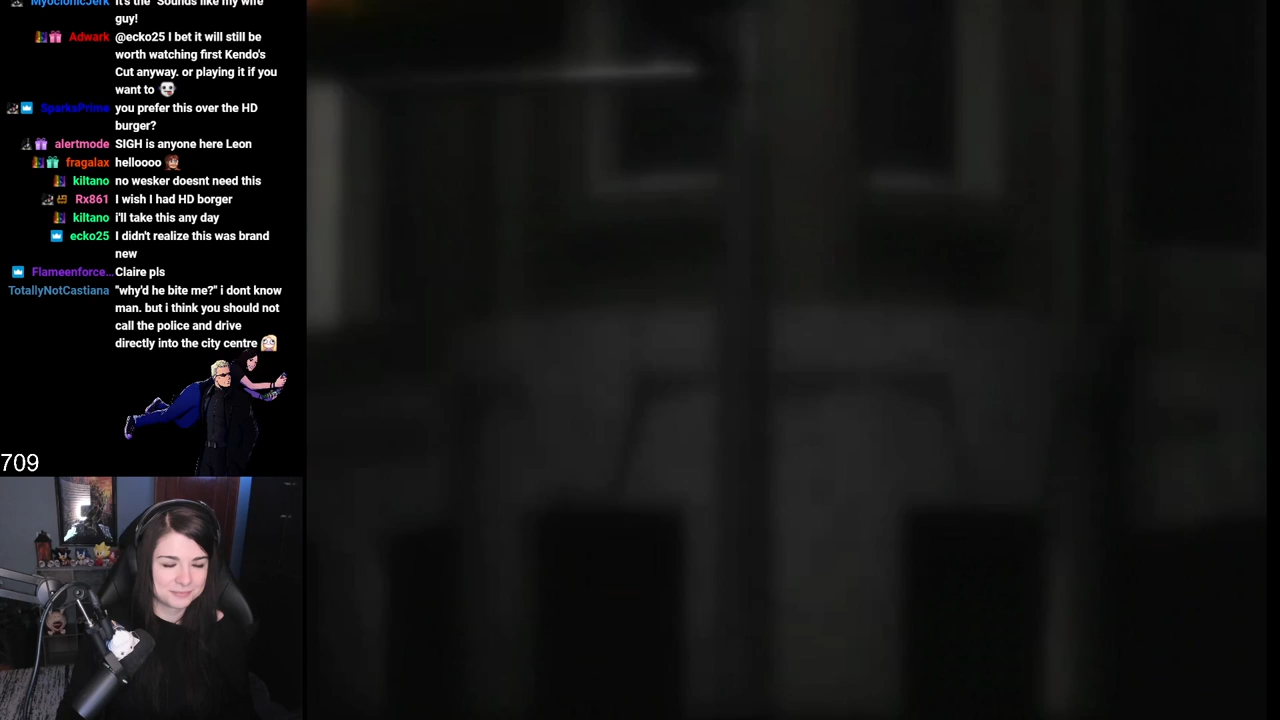 MyoclonicJerk it's the "Sounds like my wife
guy!
Adwark @ecko25 I bet it will still be
worth watching first Kendo's
Cut anyway. or playing it if you
want to
SparksPrime you prefer this over the HD
burger?
alertmode SIGH is anyone here Leon
fragalax helloooo
kiltano no wesker doesnt need this
Rx861 I wish I had HD borger
kiltano i'll take this any day
ecko25 I didn't realize this was brand
new
Flameenforce... Claire pls
TotallyNotCastiana "why'd he bite me?" i dont know
man. but i think you should not
call the police and drive
directly into the city centre
709